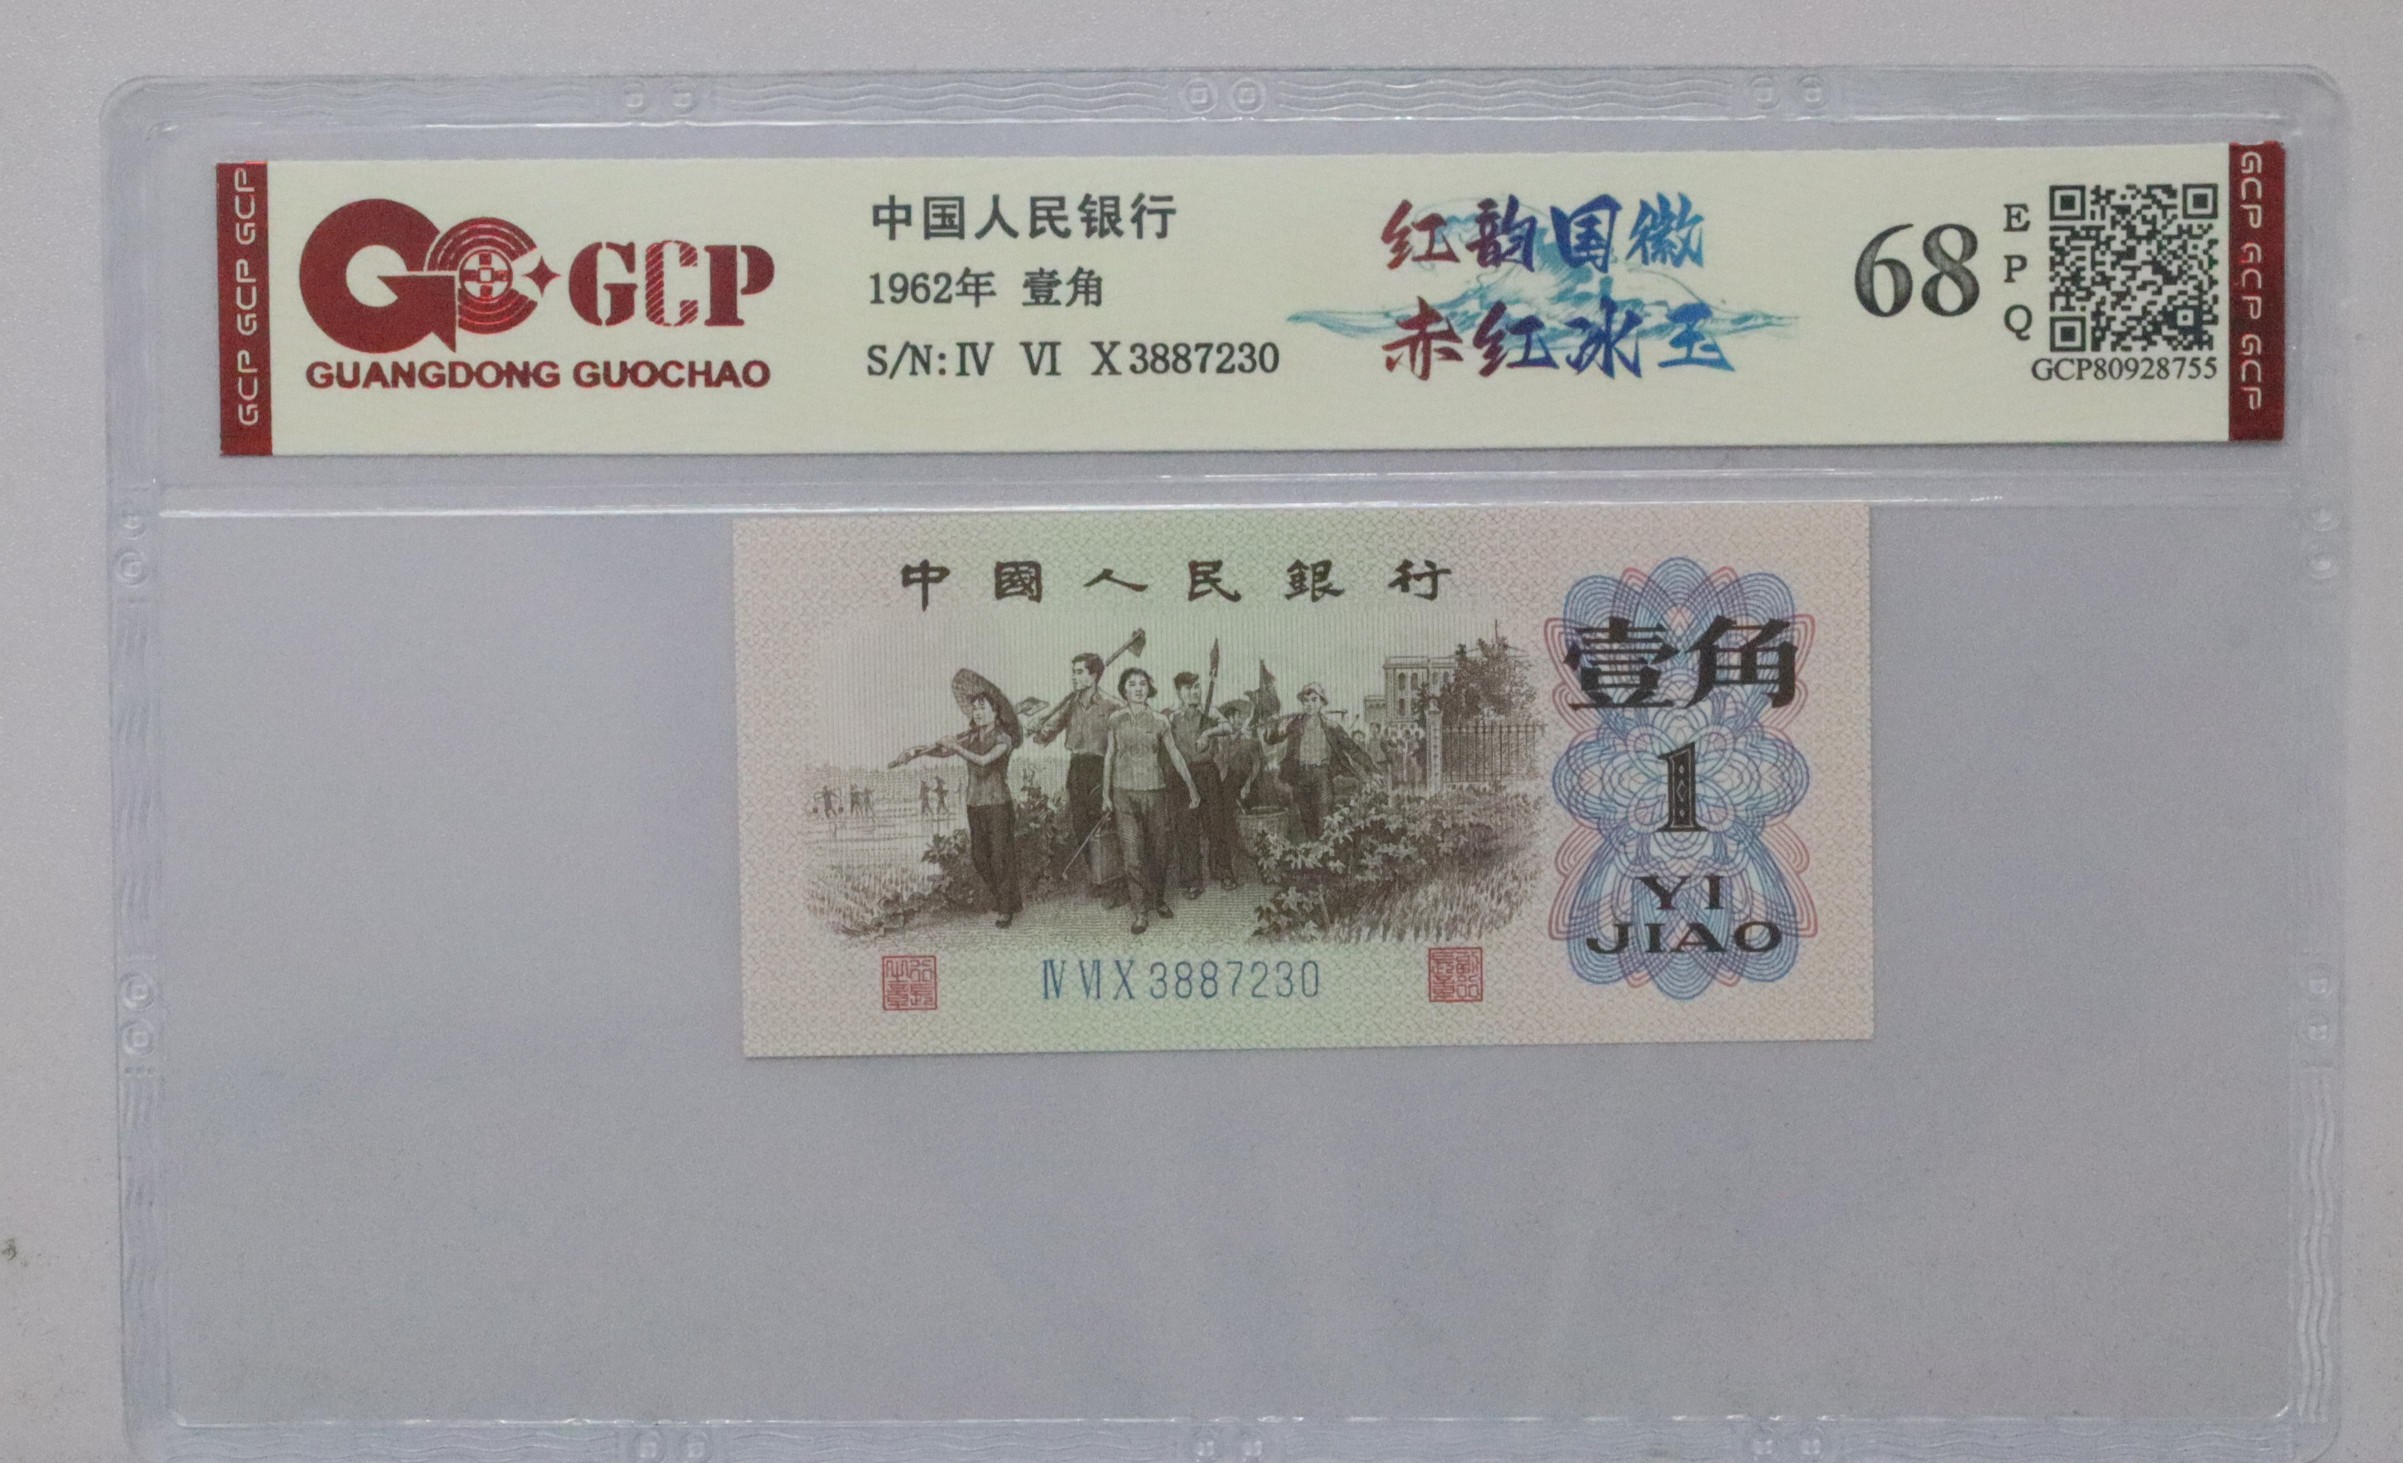 GCP GCP GCP
GCP
GUANGDONG GUOCHAO
中国人民银行
1962年 壹角
S/N: Ⅳ Ⅵ Ⅹ 3887230
红韵国徽
赤红冰玉
68
E
P
Q
GCP80928755
GCP GCP GCP
中國人民銀行
壹角
1
YI
JIAO
Ⅳ Ⅵ Ⅹ 3887230